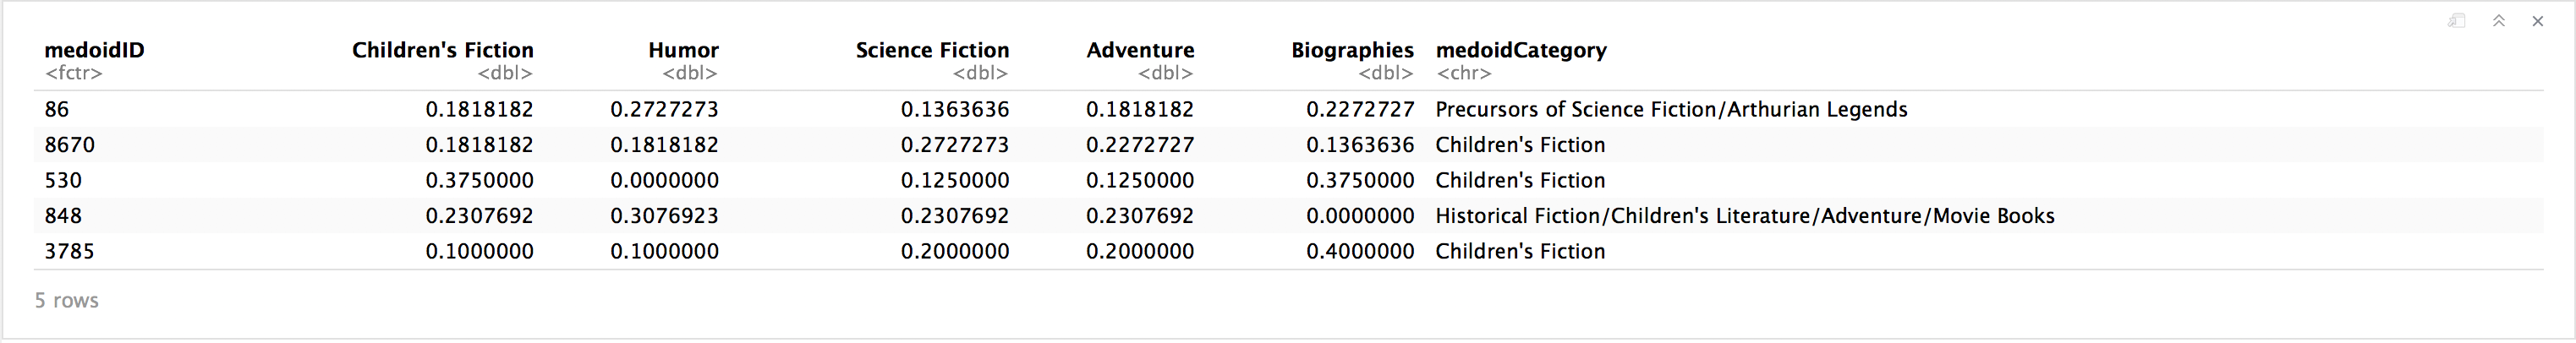 medoidID Children's Fiction Humor Science Fiction Adventure Biographies medoidCategory
<fctr> <dbl> <dbl> <dbl> <dbl> <dbl> <chr>
86 0.1818182 0.2727273 0.1363636 0.1818182 0.2272727 Precursors of Science Fiction/Arthurian Legends
8670 0.1818182 0.1818182 0.2727273 0.2272727 0.1363636 Children's Fiction
530 0.3750000 0.0000000 0.1250000 0.1250000 0.3750000 Children's Fiction
848 0.2307692 0.3076923 0.2307692 0.2307692 0.0000000 Historical Fiction/Children's Literature/Adventure/Movie Books
3785 0.1000000 0.1000000 0.2000000 0.2000000 0.4000000 Children's Fiction
5 rows